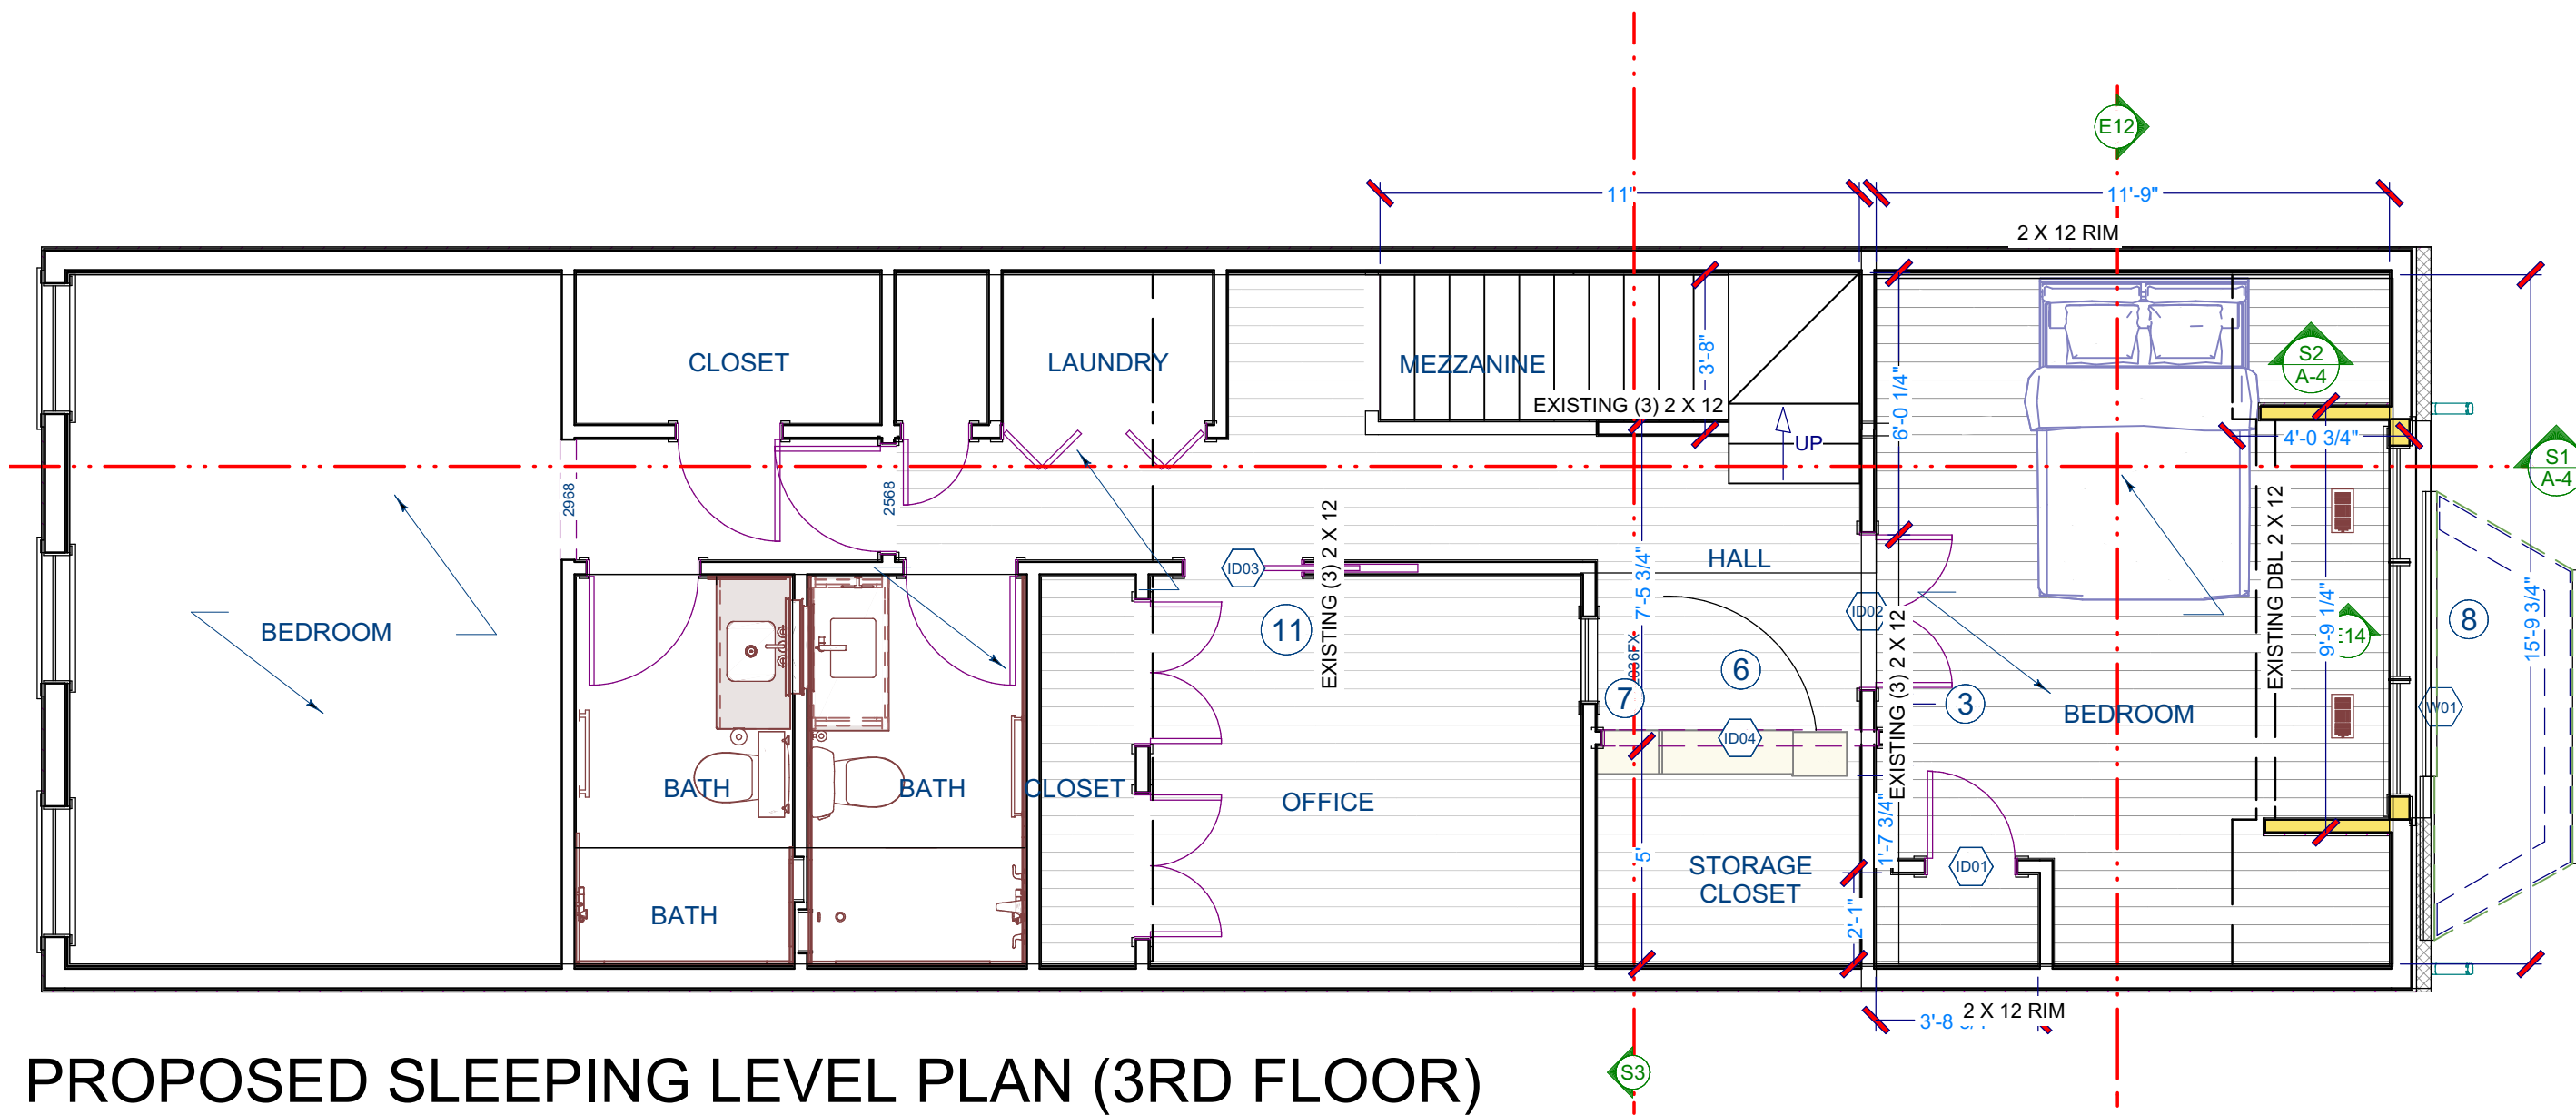 E12
11"
11'-9"
2 X 12 RIM
CLOSET
LAUNDRY
MEZZANINE
3'-8"
S2
A-4
EXISTING (3) 2 X 12
6'-0 1/4"
UP
4'-0 3/4"
S1
A-4
2968
2568
EXISTING (3) 2 X 12
EXISTING DBL 2 X 12
HALL
ID03
7'-5 3/4"
ID02
BEDROOM
11
9'-9 1/4"
8
15'-9 3/4"
6
7
3
EXISTING (3) 2 X 12
BEDROOM
ID04
BATH
BATH
CLOSET
OFFICE
1'-7 3/4"
5'
STORAGE
CLOSET
ID01
BATH
2'-1"
2 X 12 RIM
3'-8
PROPOSED SLEEPING LEVEL PLAN (3RD FLOOR)
S3